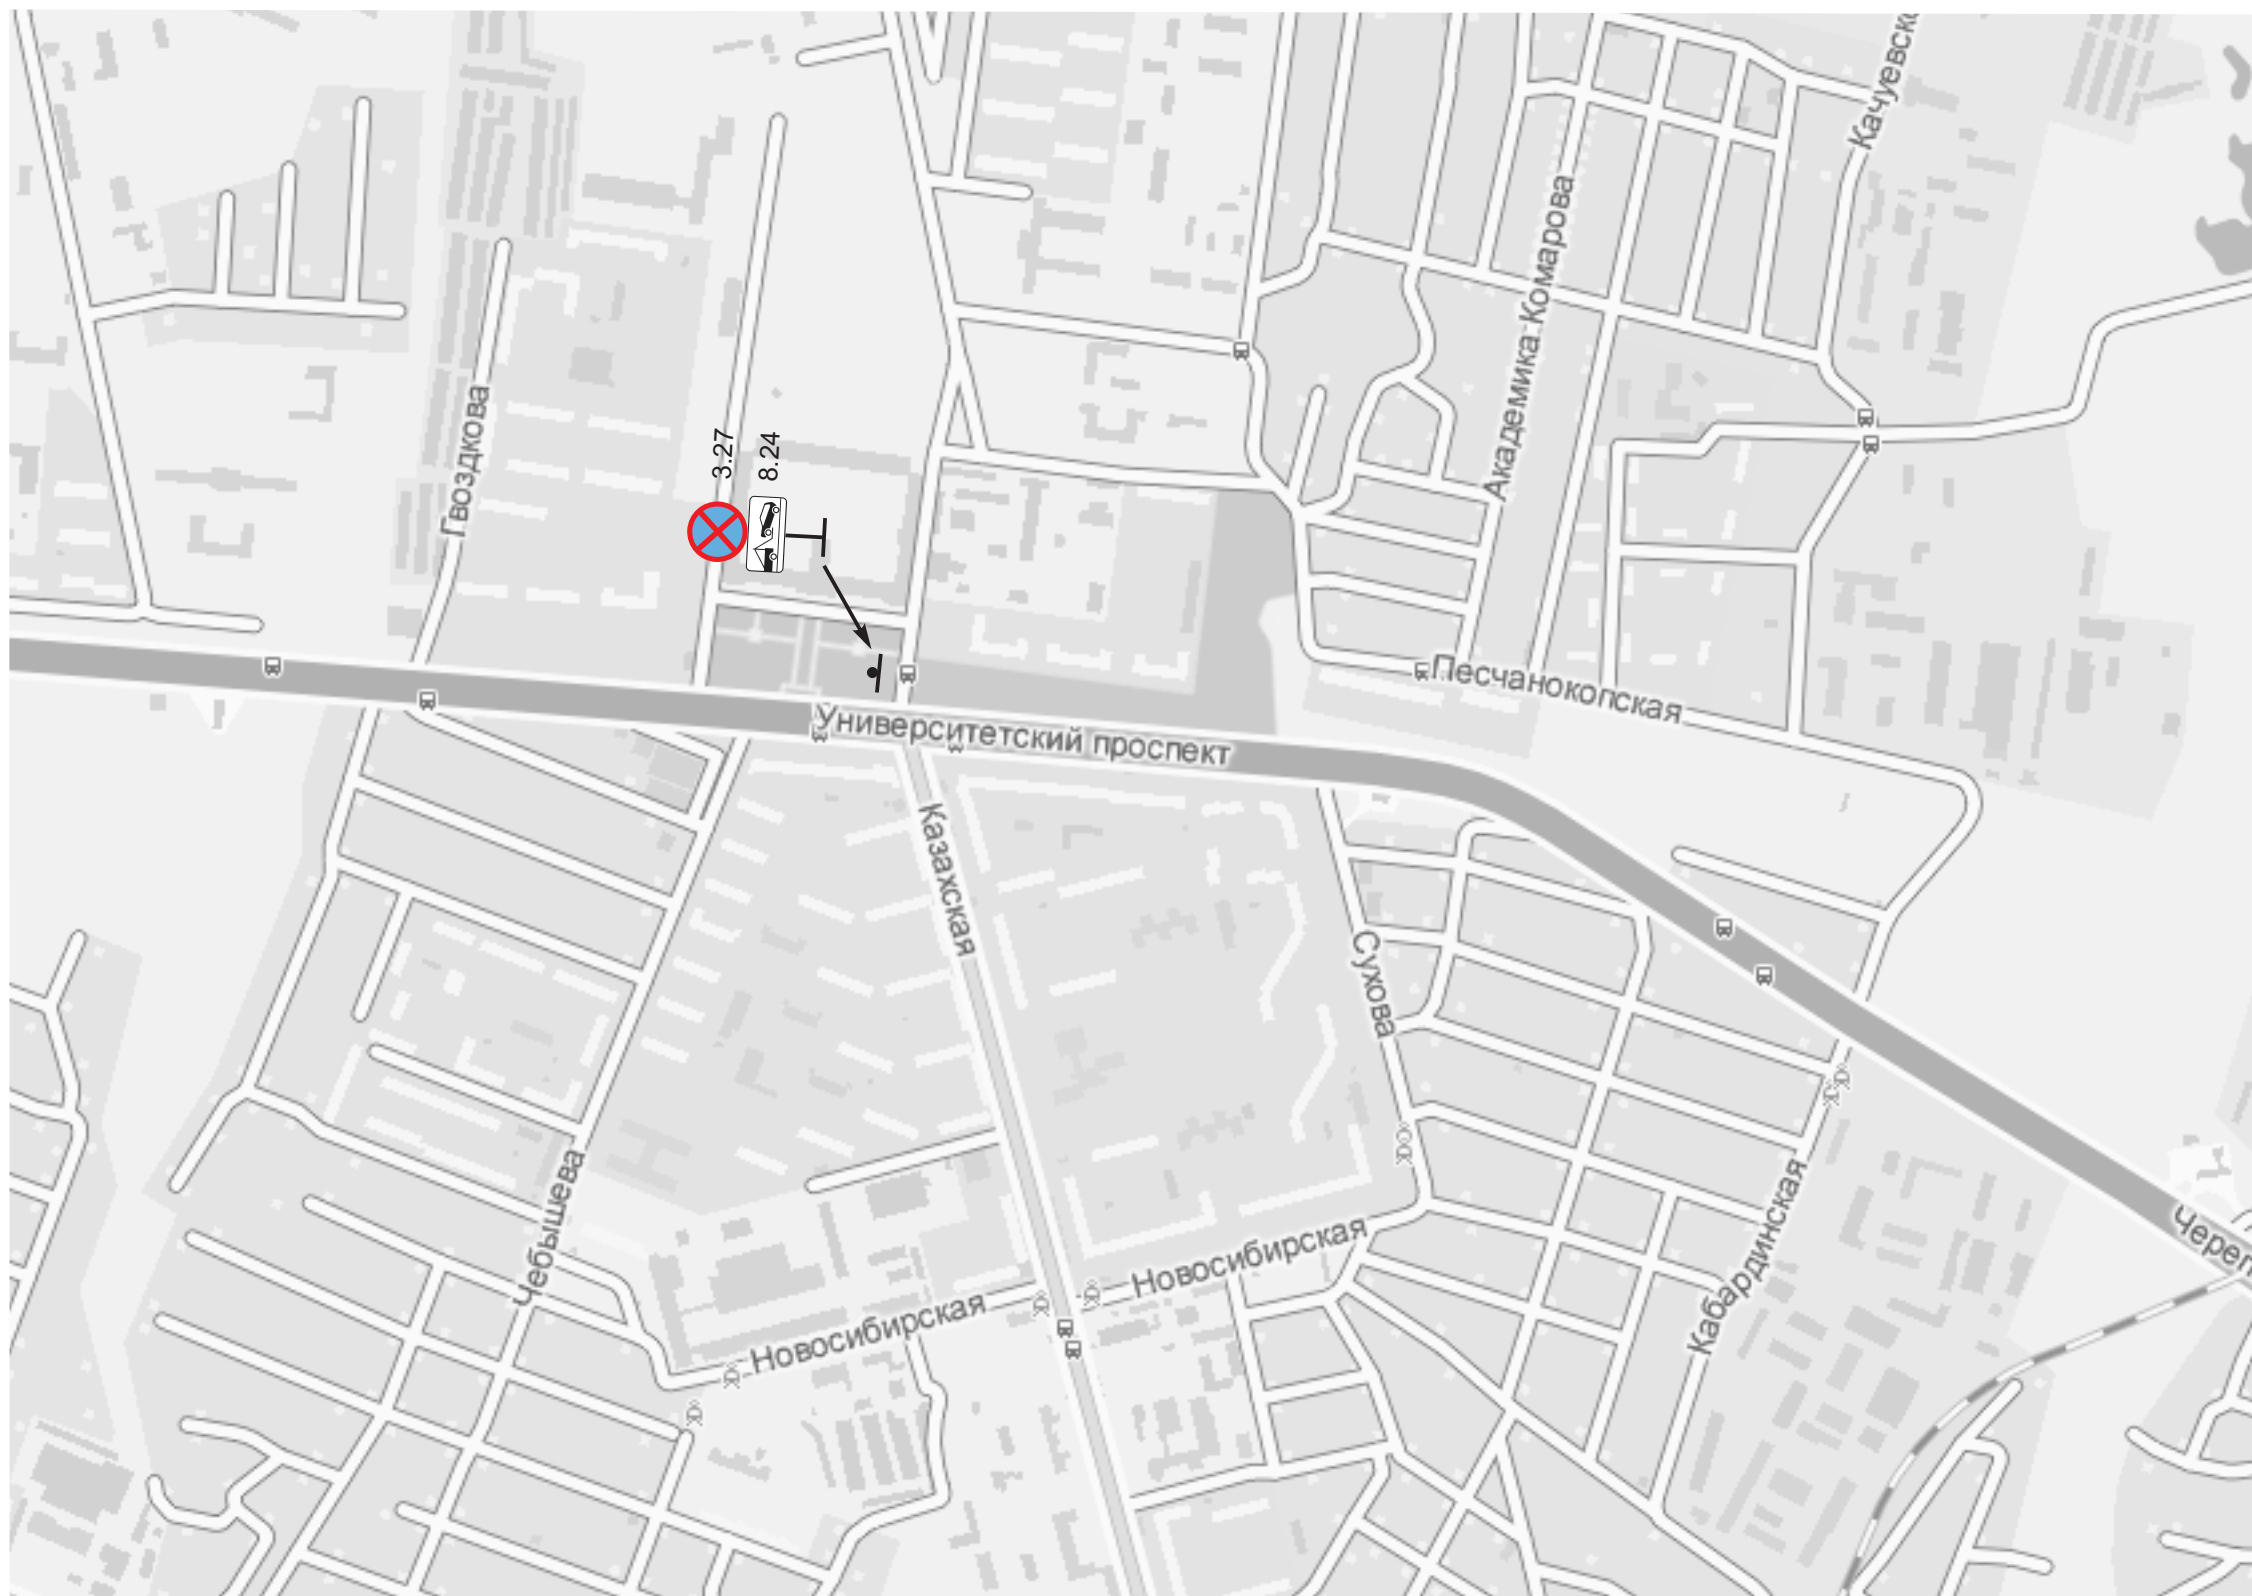 Качуевск
Академика Комарова
Гвоздкова
3.27
8.24
Песчанокопская
Университетский проспект
Казахская
Сухова
Чебышева
Кабардинская
Новосибирская
Новосибирская
Череп